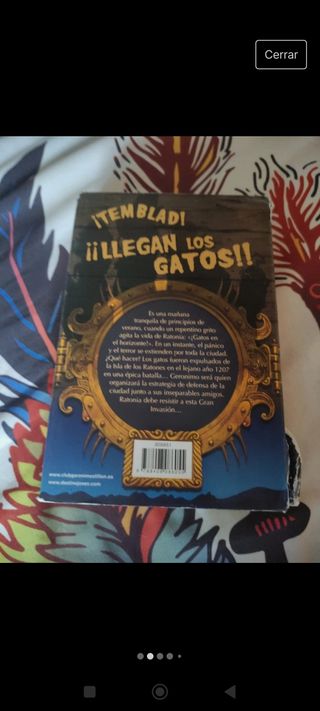 Cerrar
¡TEMBLAD!
¡¡LLEGAN LOS
GATOS!!
Es una mañana
tranquila de principios de
verano, cuando un repentino grito
agita la vida de Ratonia: «¡Gatos en
el horizonte!». En un instante, el pánico
y el terror se extienden por toda la ciudad.
¿Qué hacer? Los gatos fueron expulsados de
la Isla de los Ratones en el lejano año 1207
en una épica batalla... Geronimo será quien
organizará la estrategia de defensa de la
ciudad junto a sus inseparables amigos.
Ratonia debe resistir a esta Gran
Invasión...
www.clubgeronimostilton.es
www.destinojoven.com